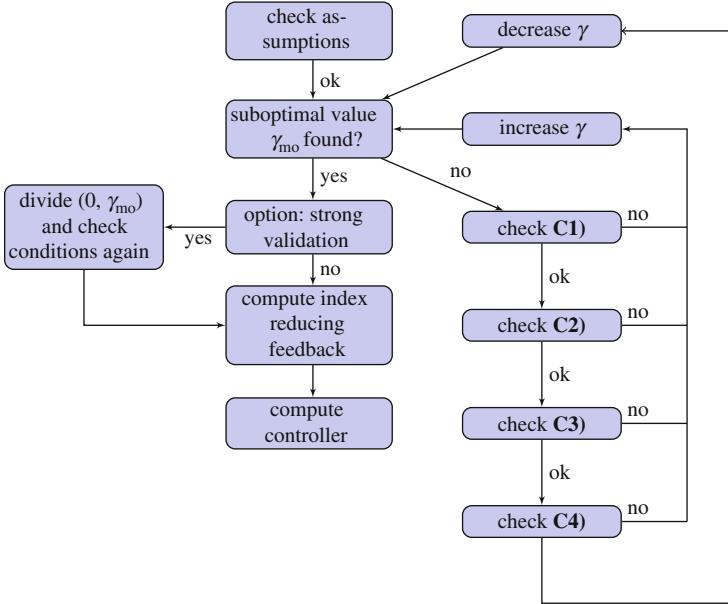 check as-
sumptions
ok
suboptimal value
γmo found?
yes
no
option: strong
validation
yes
divide (0, γmo)
and check
conditions again
no
compute index
reducing
feedback
compute
controller
decrease γ
increase γ
check C1)
no
ok
check C2)
no
ok
check C3)
no
ok
check C4)
no